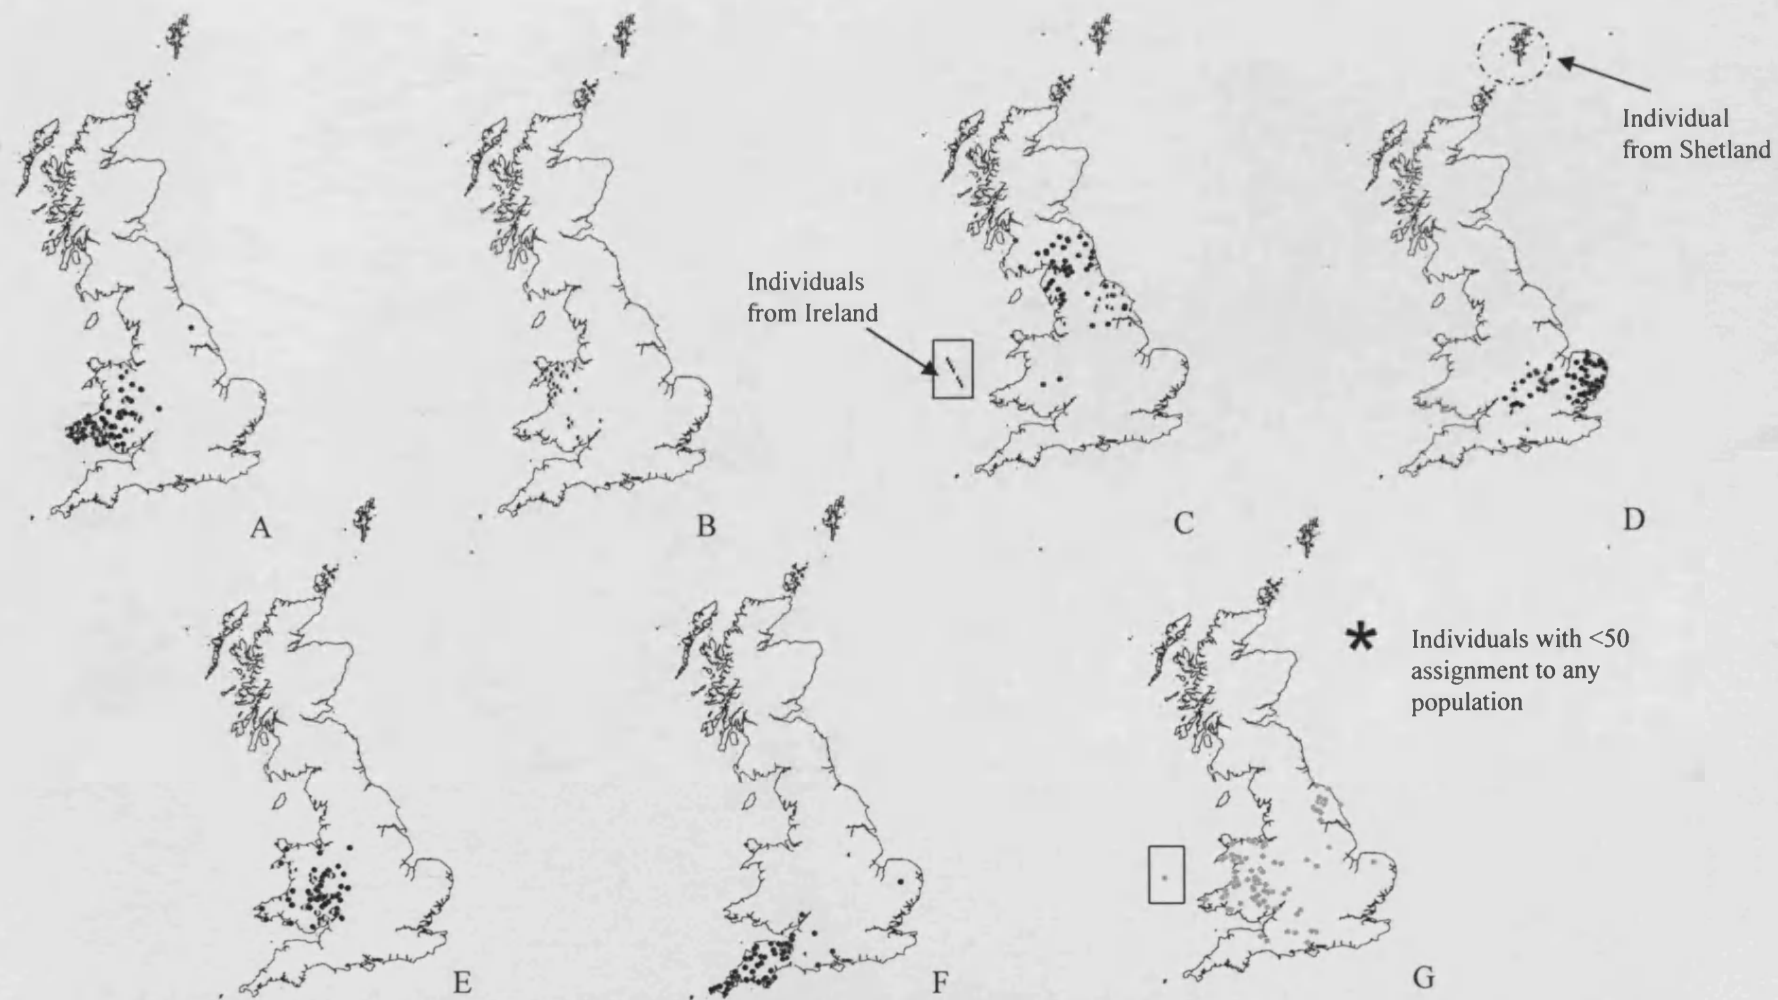 Individual
from Shetland
Individuals
from Ireland
A
B
C
D
Individuals with <50
assignment to any
population
E
F
G